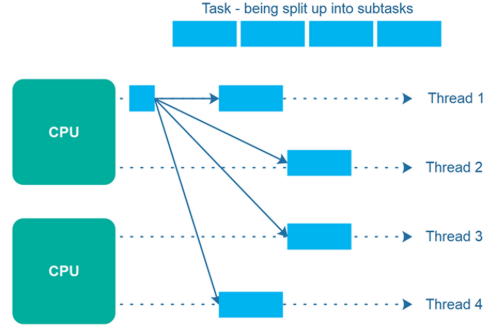 Task - being split up into subtasks
CPU
Thread 1
Thread 2
CPU
Thread 3
Thread 4